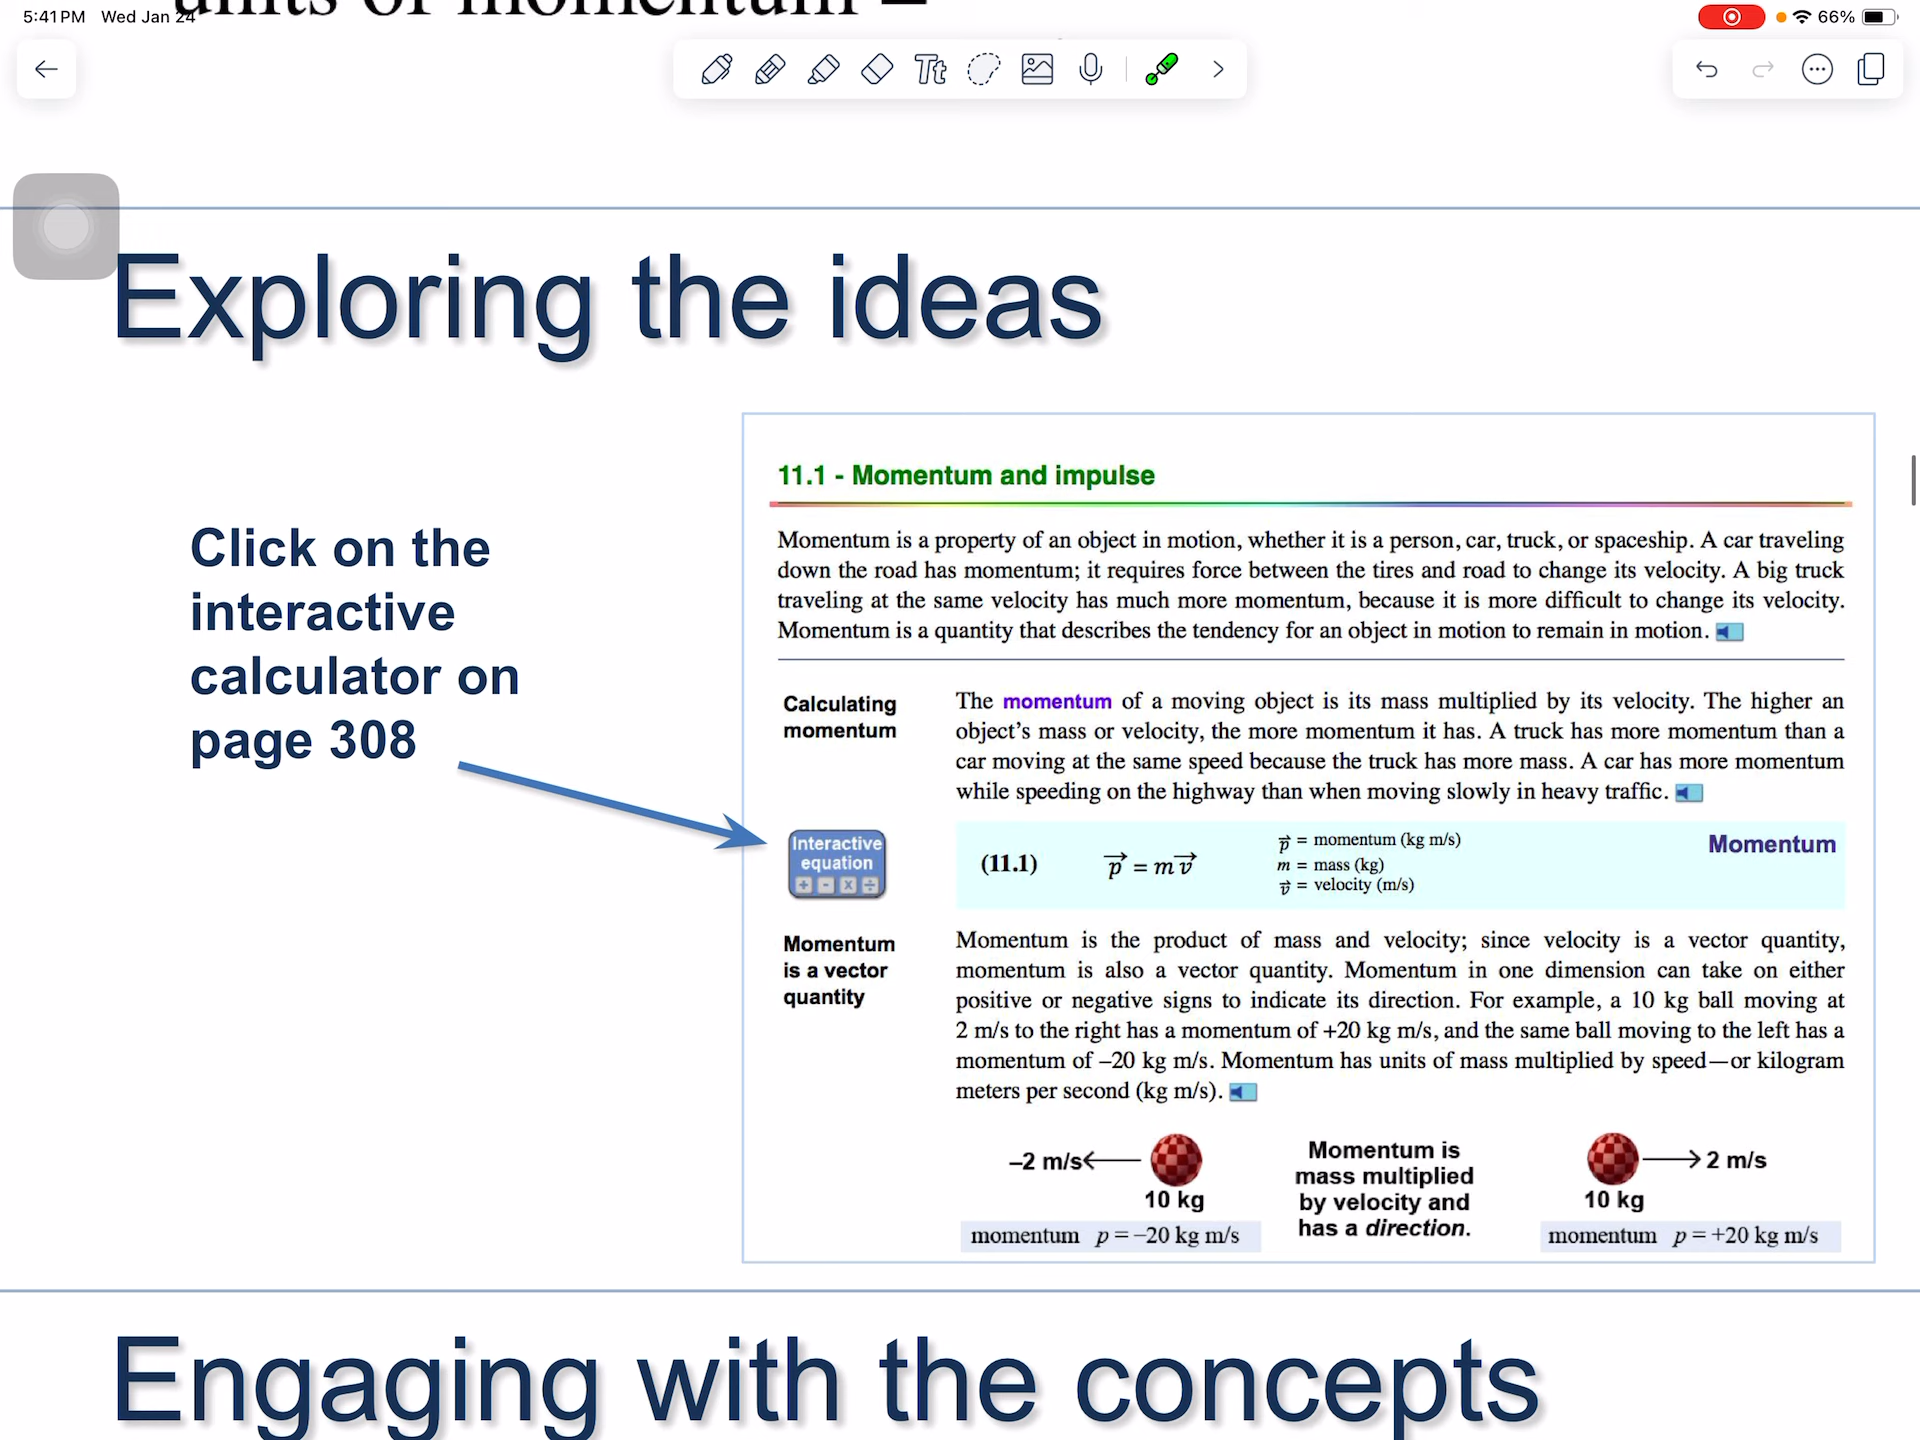 5:41 PM Wed Jan 24
units of momentum =
66%
Tt
Exploring the ideas
Click on the
interactive
calculator on
page 308
11.1 - Momentum and impulse
Momentum is a property of an object in motion, whether it is a person, car, truck, or spaceship. A car traveling
down the road has momentum; it requires force between the tires and road to change its velocity. A big truck
traveling at the same velocity has much more momentum, because it is more difficult to change its velocity.
Momentum is a quantity that describes the tendency for an object in motion to remain in motion.
Calculating
momentum
The momentum of a moving object is its mass multiplied by its velocity. The higher an
object's mass or velocity, the more momentum it has. A truck has more momentum than a
car moving at the same speed because the truck has more mass. A car has more momentum
while speeding on the highway than when moving slowly in heavy traffic.
Interactive
equation
+ - x ÷
(11.1) p⃗ = m v⃗
p⃗ = momentum (kg m/s)
m = mass (kg)
v⃗ = velocity (m/s)
Momentum
Momentum
is a vector
quantity
Momentum is the product of mass and velocity; since velocity is a vector quantity,
momentum is also a vector quantity. Momentum in one dimension can take on either
positive or negative signs to indicate its direction. For example, a 10 kg ball moving at
2 m/s to the right has a momentum of +20 kg m/s, and the same ball moving to the left has a
momentum of –20 kg m/s. Momentum has units of mass multiplied by speed—or kilogram
meters per second (kg m/s).
–2 m/s
10 kg
momentum p = –20 kg m/s
Momentum is
mass multiplied
by velocity and
has a direction.
2 m/s
10 kg
momentum p = +20 kg m/s
Engaging with the concepts